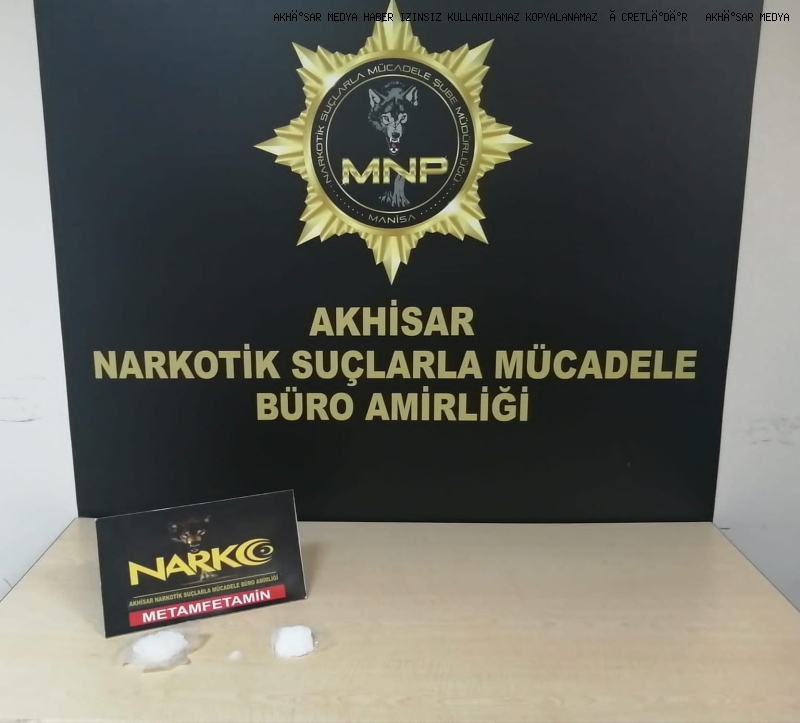 AKHÄ°SAR MEDYA HABER IZINSIZ KULLANILAMAZ KOPYALANAMAZ Ã CRETLÄ°DÄ°R AKHÄ°SAR MEDYA
NARKOTİK SUÇLARLA MÜCADELE ŞUBE MÜDÜRLÜĞÜ
MNP
MANİSA
AKHİSAR
NARKOTİK SUÇLARLA MÜCADELE
BÜRO AMİRLİĞİ
NARKO
AKHİSAR NARKOTİK SUÇLARLA MÜCADELE BÜRO AMİRLİĞİ
METAMFETAMİN